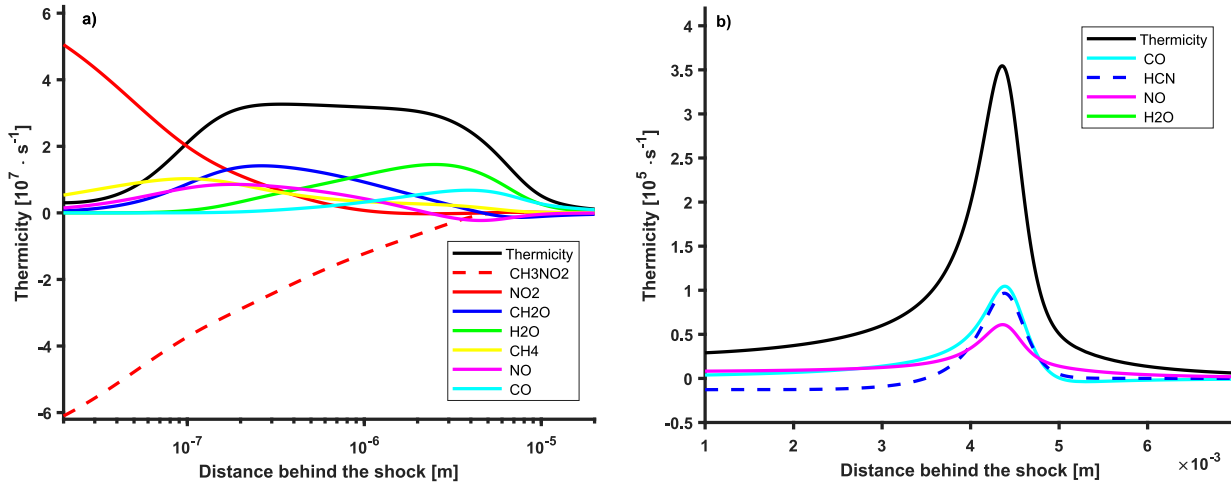 a)
Thermicity [10^7 · s^-1]
6
4
2
0
-2
-4
-6
10^-7
10^-6
10^-5
Distance behind the shock [m]
Thermicity
CH3NO2
NO2
CH2O
H2O
CH4
NO
CO
b)
Thermicity [10^5 · s^-1]
4
3.5
3
2.5
2
1.5
1
0.5
0
-0.5
1
2
3
4
5
6
×10^-3
Distance behind the shock [m]
Thermicity
CO
HCN
NO
H2O